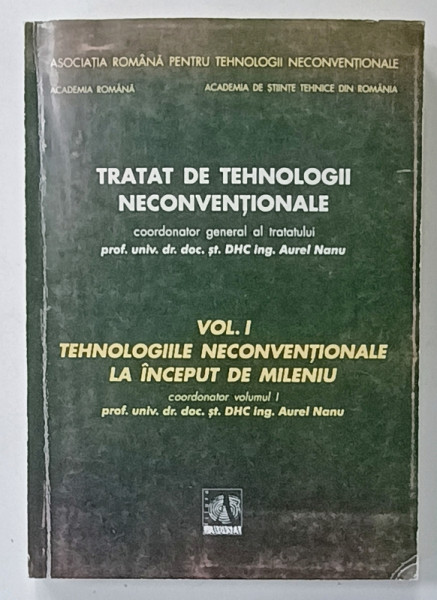 ASOCIAȚIA ROMÂNĂ PENTRU TEHNOLOGII NECONVENȚIONALE
ACADEMIA ROMÂNĂ ACADEMIA DE ȘTIINȚE TEHNICE DIN ROMÂNIA
TRATAT DE TEHNOLOGII
NECONVENȚIONALE
coordonator general al tratatului
prof. univ. dr. doc. șt. DHC ing. Aurel Nanu
VOL. I
TEHNOLOGIILE NECONVENȚIONALE
LA ÎNCEPUT DE MILENIU
coordonator volumul I
prof. univ. dr. doc. șt. DHC ing. Aurel Nanu